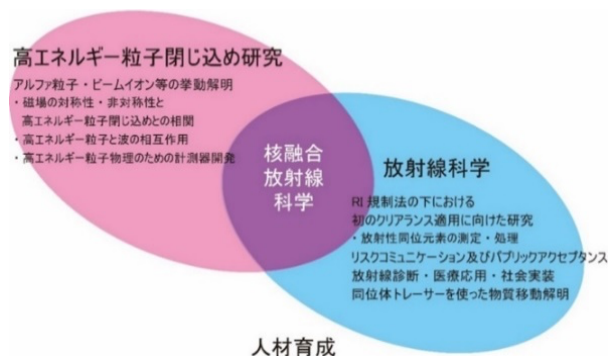 高エネルギー粒子閉じ込め研究
アルファ粒子・ビームイオン等の挙動解明
・磁場の対称性・非対称性と
高エネルギー粒子閉じ込めとの相関
・高エネルギー粒子と波の相互作用
・高エネルギー粒子物理のための計測器開発
核融合
放射線
科学
放射線科学
RI規制法の下における
初のクリアランス適用に向けた研究
・放射性同位元素の測定・処理
リスクコミュニケーション及びパブリックアクセプタンス
放射線診断・医療応用・社会実装
同位体トレーサーを使った物質移動解明
人材育成